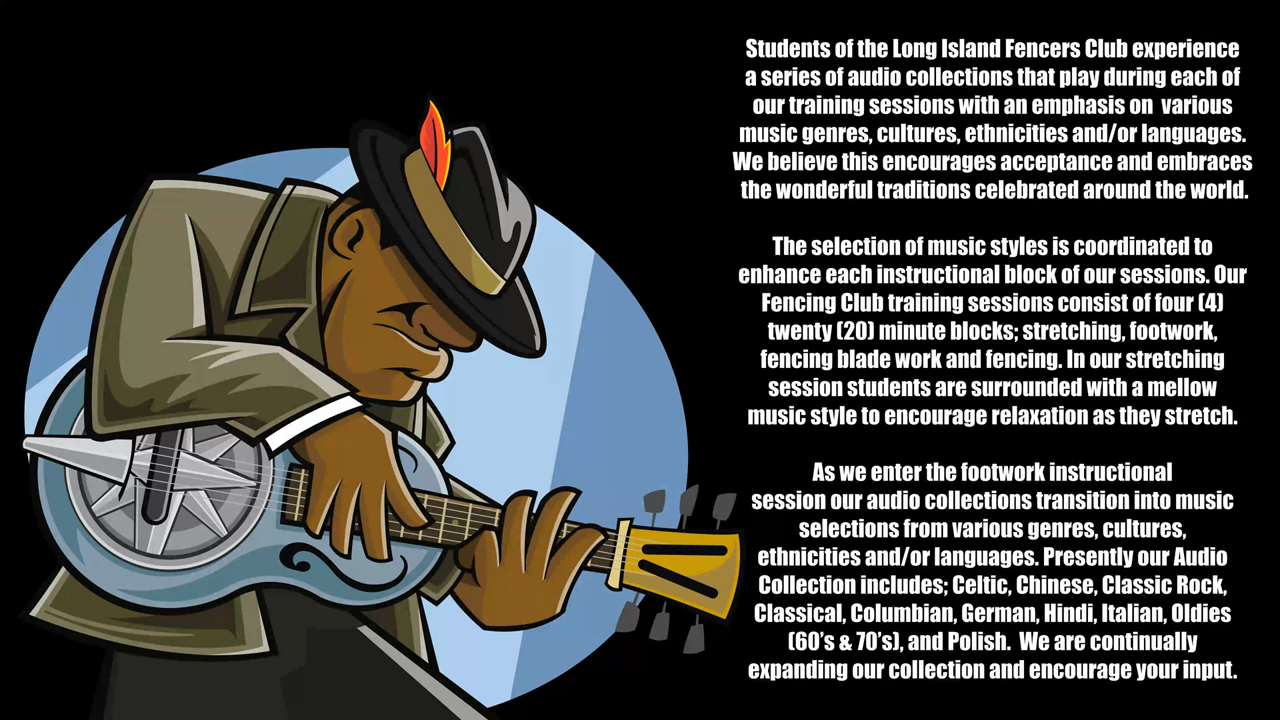 Students of the Long Island Fencers Club experience
a series of audio collections that play during each of
our training sessions with an emphasis on various
music genres, cultures, ethnicities and/or languages.
We believe this encourages acceptance and embraces
the wonderful traditions celebrated around the world.
The selection of music styles is coordinated to
enhance each instructional block of our sessions. Our
Fencing Club training sessions consist of four (4)
twenty (20) minute blocks; stretching, footwork,
fencing blade work and fencing. In our stretching
session students are surrounded with a mellow
music style to encourage relaxation as they stretch.
As we enter the footwork instructional
session our audio collections transition into music
selections from various genres, cultures,
ethnicities and/or languages. Presently our Audio
Collection includes; Celtic, Chinese, Classic Rock,
Classical, Columbian, German, Hindi, Italian, Oldies
(60’s & 70’s), and Polish. We are continually
expanding our collection and encourage your input.